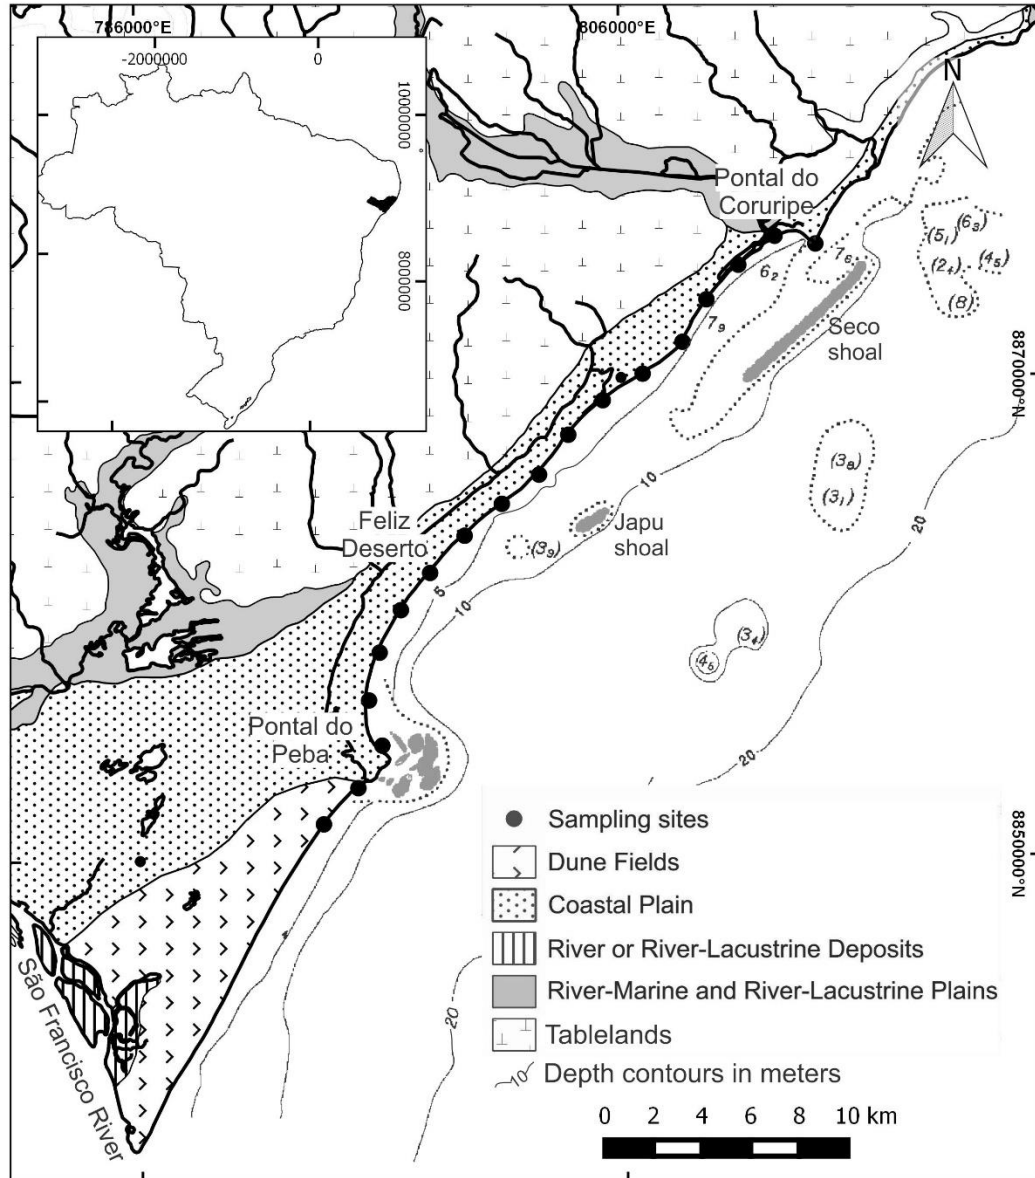 786000°E
806000°E
-2000000
0
10000000
8000000
N
Pontal do
Coruripe
(6₃)
(5₁)
(2₄)
(4₅)
(8)
7₆
6₂
7₉
Seco
shoal
8870000°N
(3₈)
(3₁)
10
20
Feliz
Deserto
Japu
shoal
(3₉)
5
10
(3₄)
(4₆)
20
Pontal do
Peba
8850000°N
Sampling sites
Dune Fields
Coastal Plain
River or River-Lacustrine Deposits
River-Marine and River-Lacustrine Plains
Tablelands
10
Depth contours in meters
20
São Francisco River
0 2 4 6 8 10 km